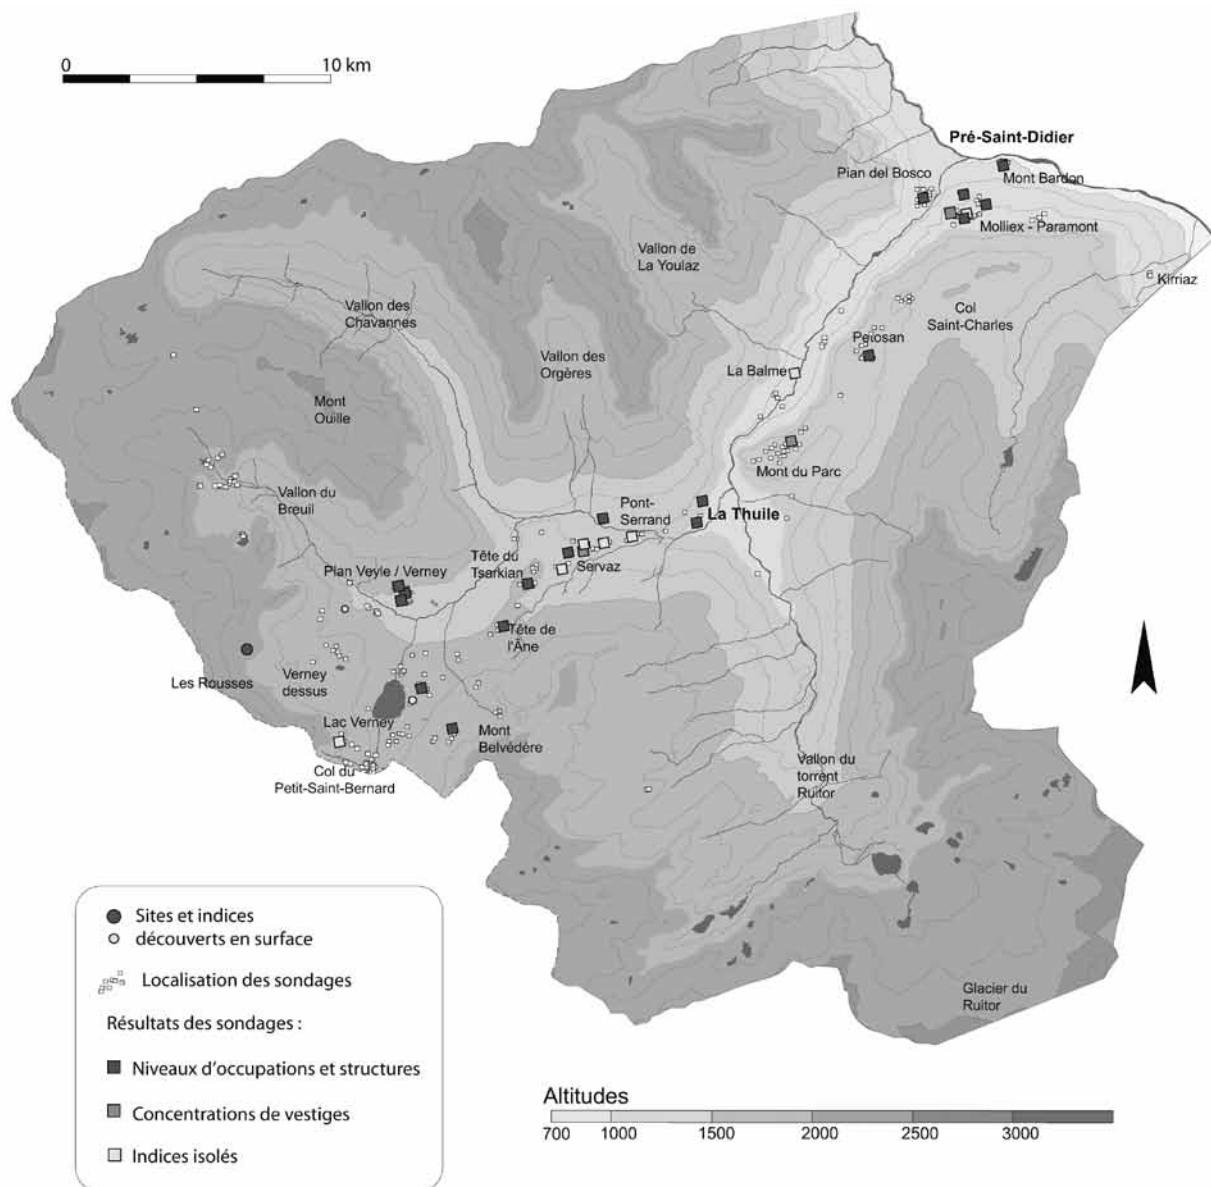 0 10 km
Pré-Saint-Didier
Pian del Bosco
Mont Bardon
Molliex - Paramont
Vallon de
La Youlaz
Kirriaz
Vallon des
Chavannes
Col
Saint-Charles
Peïosan
Vallon des
Orgères
La Balme
Mont
Ouille
Mont du Parc
Vallon du
Breuil
Pont-
Serrand
La Thuile
Tête du
Tsarkian
Servaz
Plan Veyle / Verney
Tête de
l'Âne
Les Rousses
Verney
dessus
Lac Verney
Mont
Belvédère
Col du
Petit-Saint-Bernard
Vallon du
torrent
Ruitor
Glacier du
Ruitor
Sites et indices
découverts en surface
Localisation des sondages
Résultats des sondages :
Niveaux d'occupations et structures
Concentrations de vestiges
Indices isolés
Altitudes
700 1000 1500 2000 2500 3000